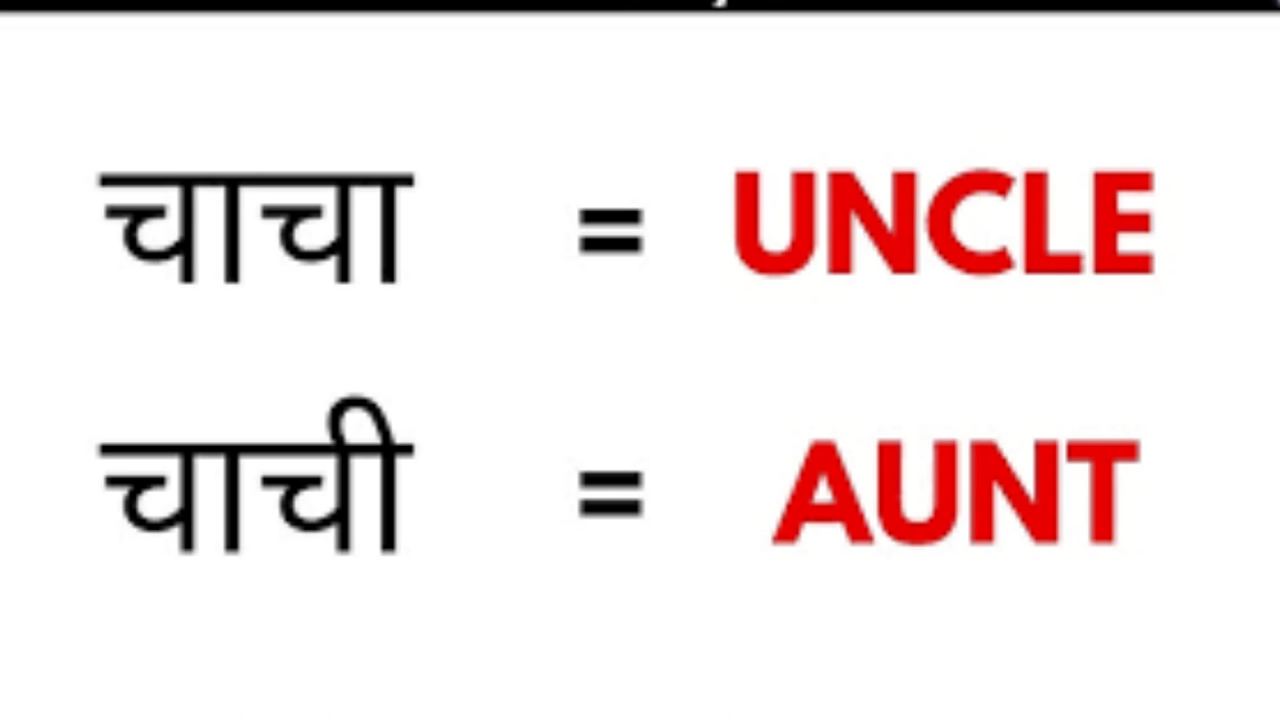 चाचा = UNCLE
चाची = AUNT